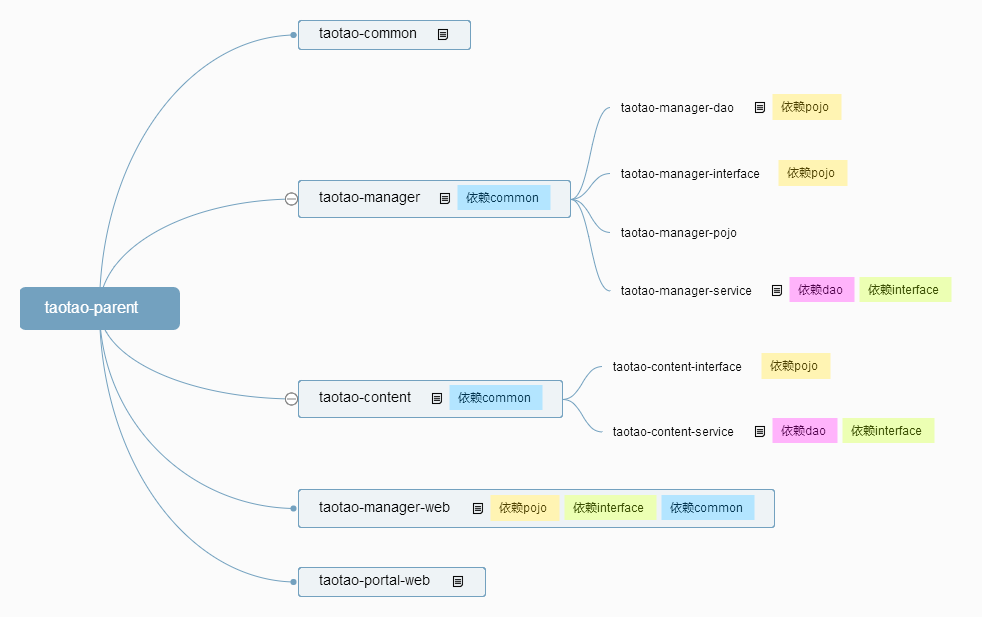 taotao-common
taotao-manager-dao 依赖pojo
taotao-manager-interface 依赖pojo
taotao-manager 依赖common
taotao-manager-pojo
taotao-manager-service 依赖dao 依赖interface
taotao-parent
taotao-content-interface 依赖pojo
taotao-content 依赖common
taotao-content-service 依赖dao 依赖interface
taotao-manager-web 依赖pojo 依赖interface 依赖common
taotao-portal-web